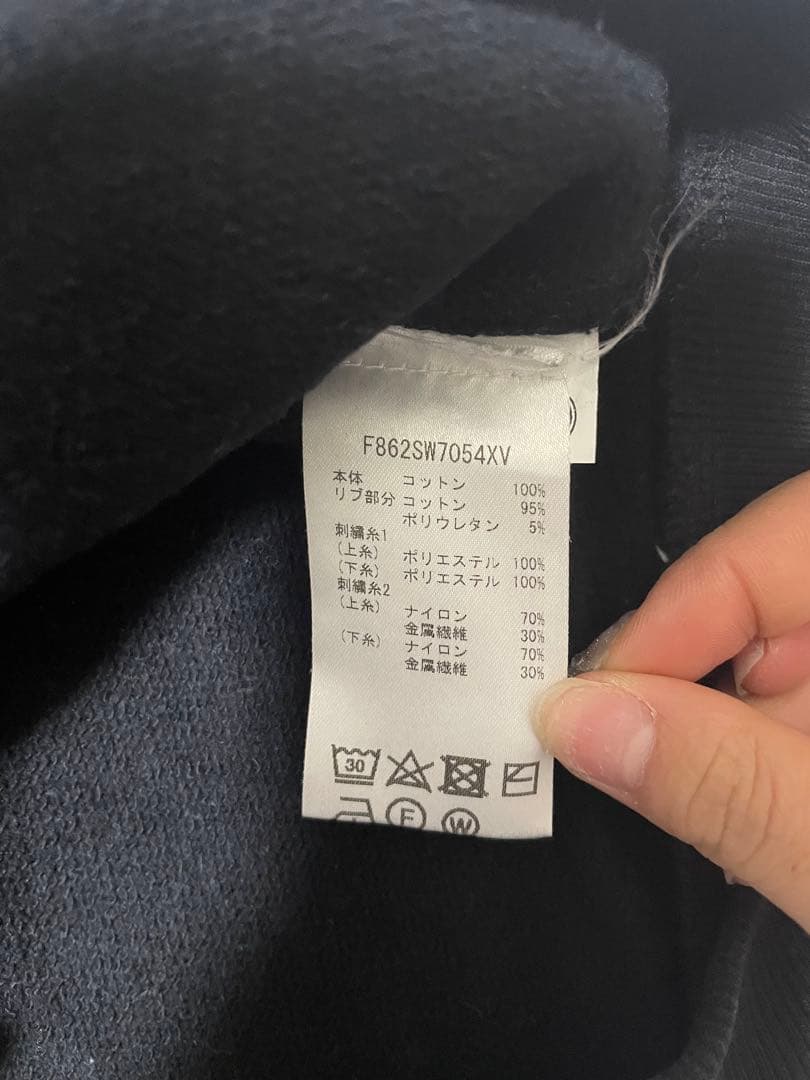 F862SW7054XV
本体 コットン 100%
リブ部分 コットン 95%
ポリウレタン 5%
刺繍糸1
(上糸) ポリエステル 100%
(下糸) ポリエステル 100%
刺繍糸2
(上糸) ナイロン 70%
金属繊維 30%
(下糸) ナイロン 70%
金属繊維 30%
30
F W